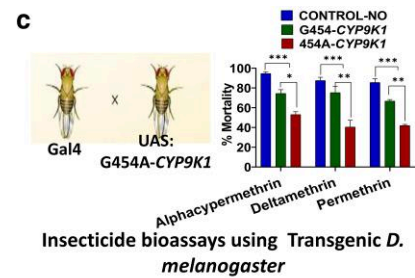 c
CONTROL-NO
G454-CYP9K1
454A-CYP9K1
Gal4
X
UAS:
G454A-CYP9K1
% Mortality
100
80
60
40
20
0
***
*
***
**
***
**
Alphacypermethrin
Deltamethrin
Permethrin
Insecticide bioassays using Transgenic D.
melanogaster